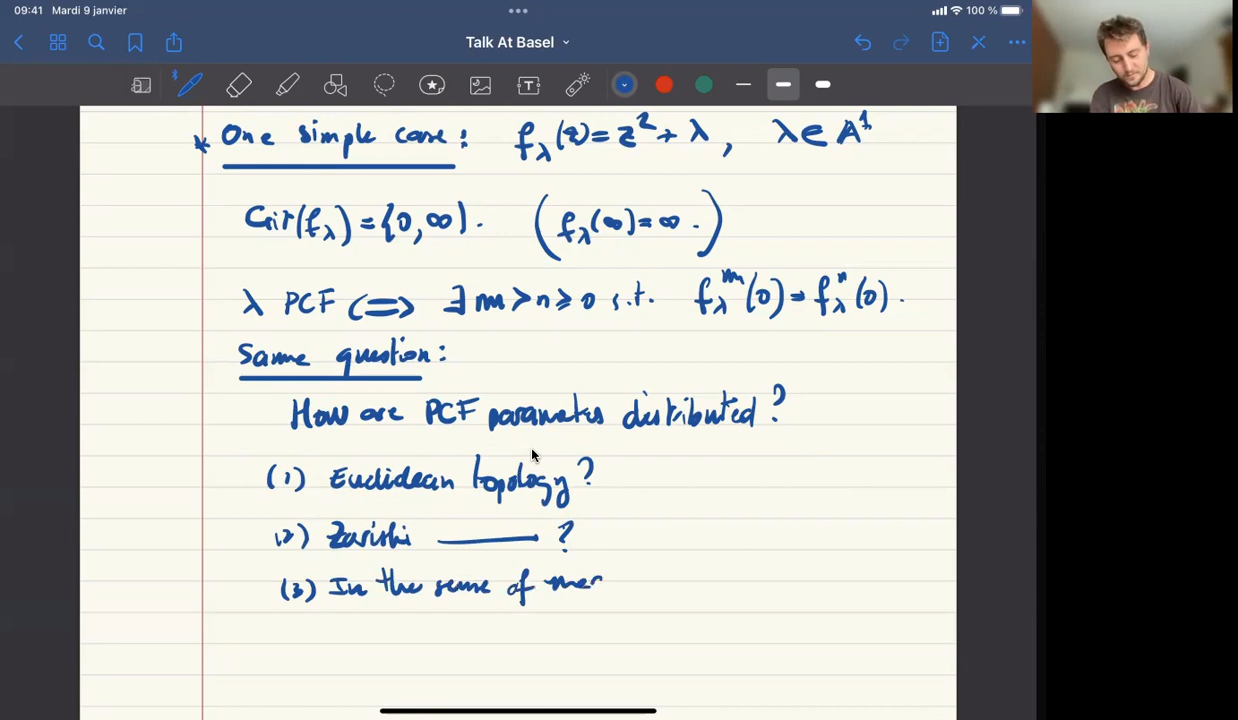 09:41 Mardi 9 janvier
100 %
Talk At Basel
* One simple case: f_λ(z) = z² + λ, λ ∈ A¹
Crit(f_λ) = {0, ∞}. (f_λ(∞) = ∞.)
λ PCF ⟺ ∃ m > n ≥ 0 s.t. f_λ^m(0) = f_λ^n(0).
Same question:
How are PCF parameters distributed?
(1) Euclidean topology?
(2) Zariski ——— ?
(3) In the sense of mea